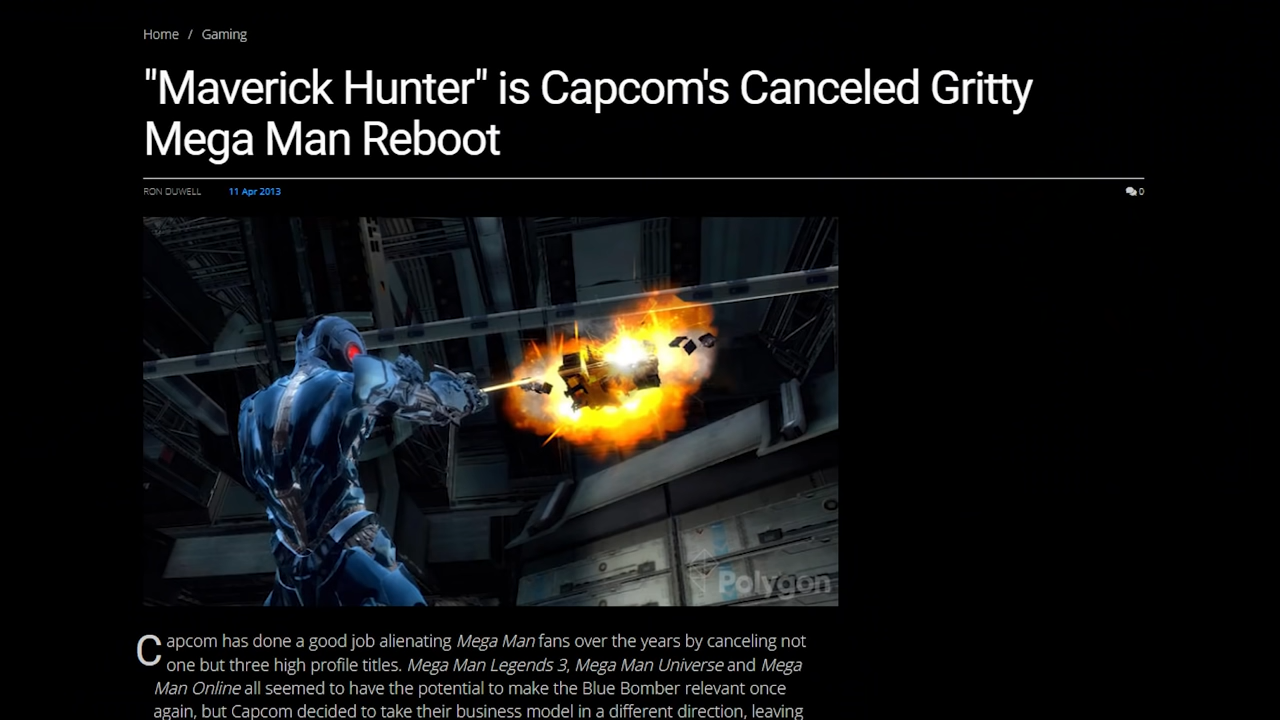 Home / Gaming
"Maverick Hunter" is Capcom's Canceled Gritty
Mega Man Reboot
RON DUWELL 11 Apr 2013 0
Polygon
Capcom has done a good job alienating Mega Man fans over the years by canceling not
one but three high profile titles. Mega Man Legends 3, Mega Man Universe and Mega
Man Online all seemed to have the potential to make the Blue Bomber relevant once
again, but Capcom decided to take their business model in a different direction, leaving